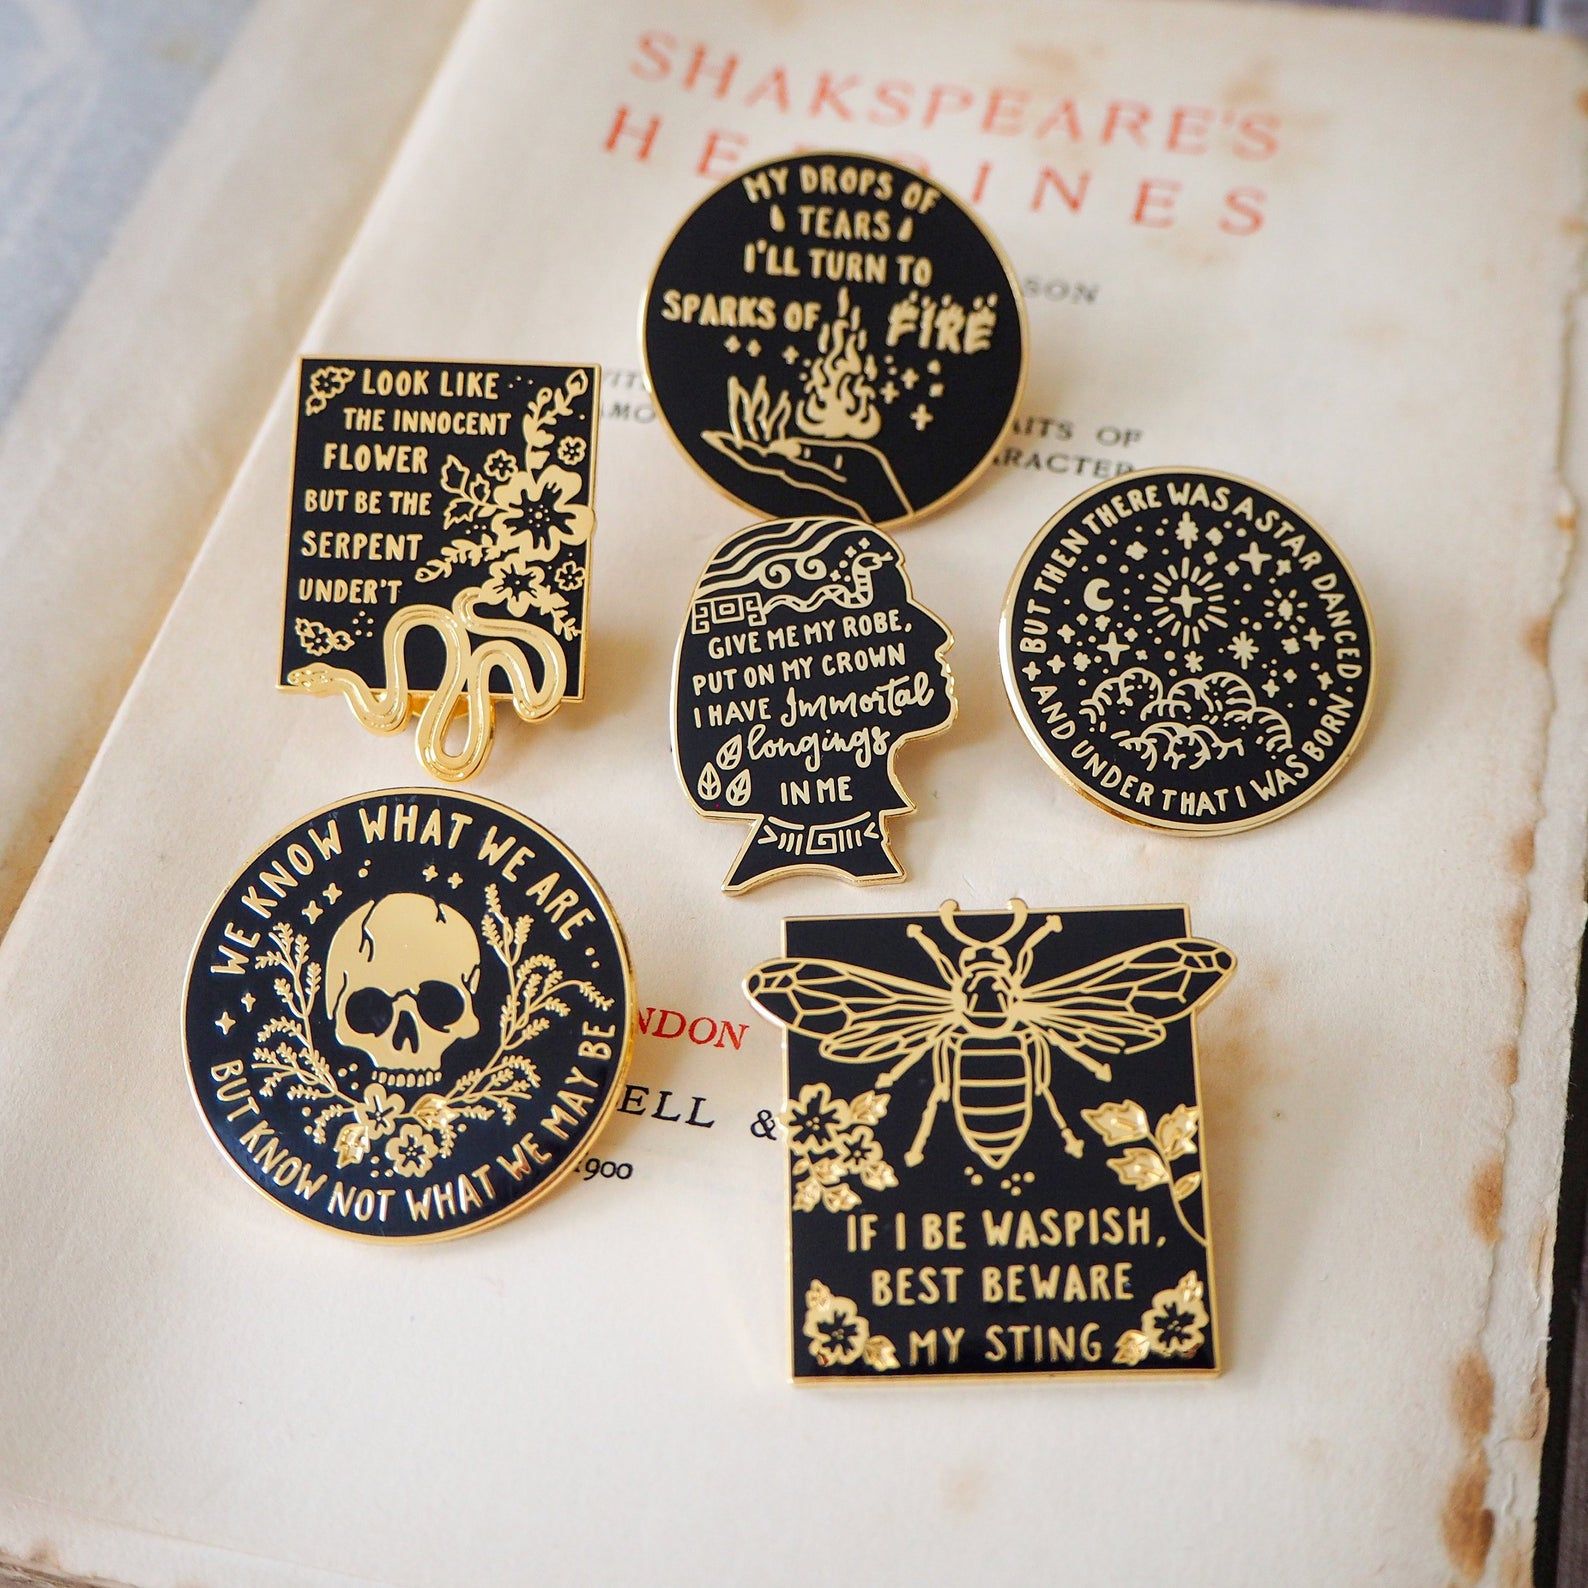 SHAKSPEARE'S
MY DROPS OF
TEARS
I'LL TURN TO
SPARKS OF FIRE
OF
LOOK LIKE
THE INNOCENT
FLOWER
BUT BE THE
SERPENT
UNDER'T
GIVE ME MY ROBE,
PUT ON MY CROWN
I HAVE Immortal
longings
IN ME
BUT THEN THERE WAS A STAR DANCED
AND UNDER THAT I WAS BORN.
WE KNOW WHAT WE ARE...
BUT KNOW NOT WHAT WE MAY BE
&
IF I BE WASPISH,
BEST BEWARE
MY STING